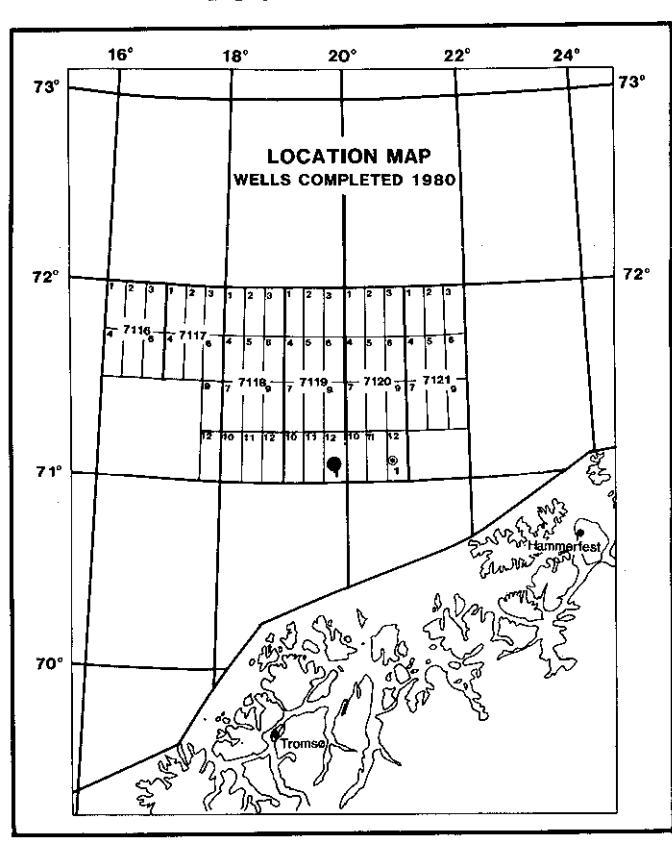 16° 18° 20° 22° 24°
73° 73°
LOCATION MAP
WELLS COMPLETED 1980
72° 72°
1 2 3 1 2 3 1 2 3 1 2 3 1 2 3 1 2 3
4 7116 6 4 7117 6 4 5 6 4 5 6 4 5 6 4 5 6
9 7 7118 9 7 7119 9 7 7120 9 7 7121 9
12 10 11 12 10 11 12 10 11 12
71° 1
Hammerfest
70°
Tromsø